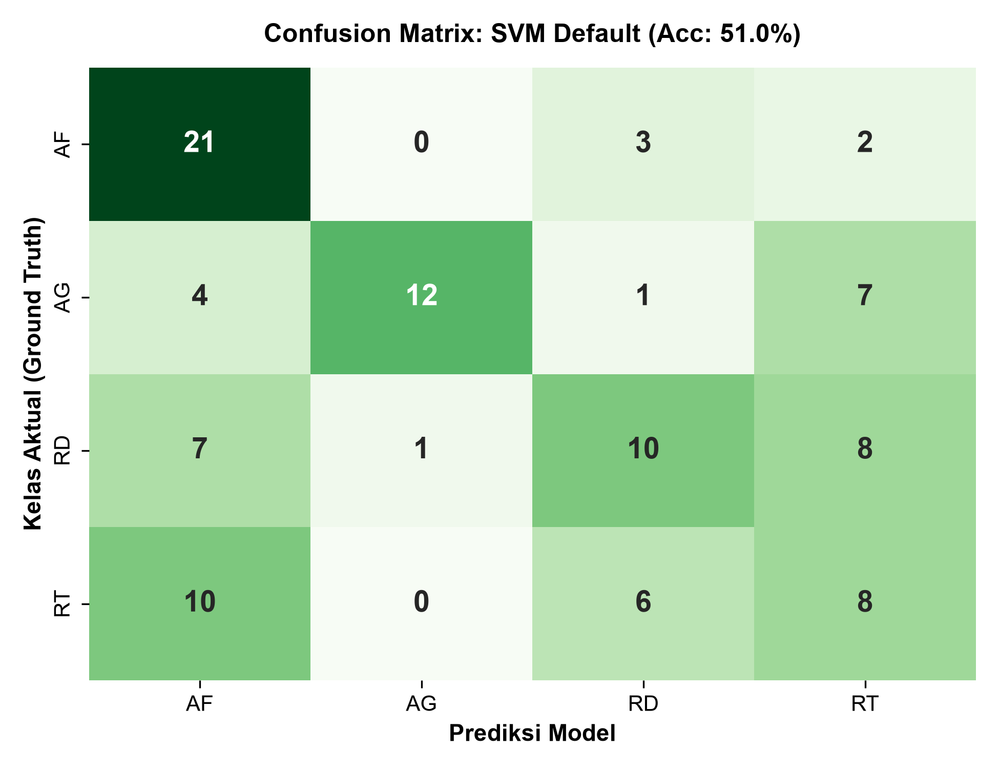 Confusion Matrix: SVM Default (Acc: 51.0%)
Kelas Aktual (Ground Truth)
AF 21 0 3 2
AG 4 12 1 7
RD 7 1 10 8
RT 10 0 6 8
AF AG RD RT
Prediksi Model